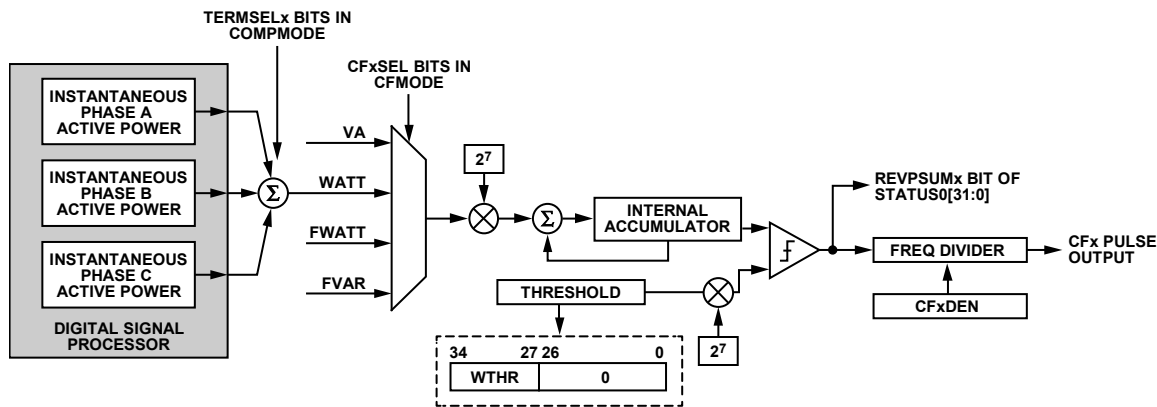 TERMSELx BITS IN
COMPMODE
CFxSEL BITS IN
CFMODE
INSTANTANEOUS
PHASE A
ACTIVE POWER
INSTANTANEOUS
PHASE B
ACTIVE POWER
INSTANTANEOUS
PHASE C
ACTIVE POWER
DIGITAL SIGNAL
PROCESSOR
Σ
VA
WATT
FWATT
FVAR
2⁷
Σ
INTERNAL
ACCUMULATOR
THRESHOLD
2⁷
34 27 26 0
WTHR 0
REVPSUMx BIT OF
STATUS0[31:0]
FREQ DIVIDER
CFx PULSE
OUTPUT
CFxDEN